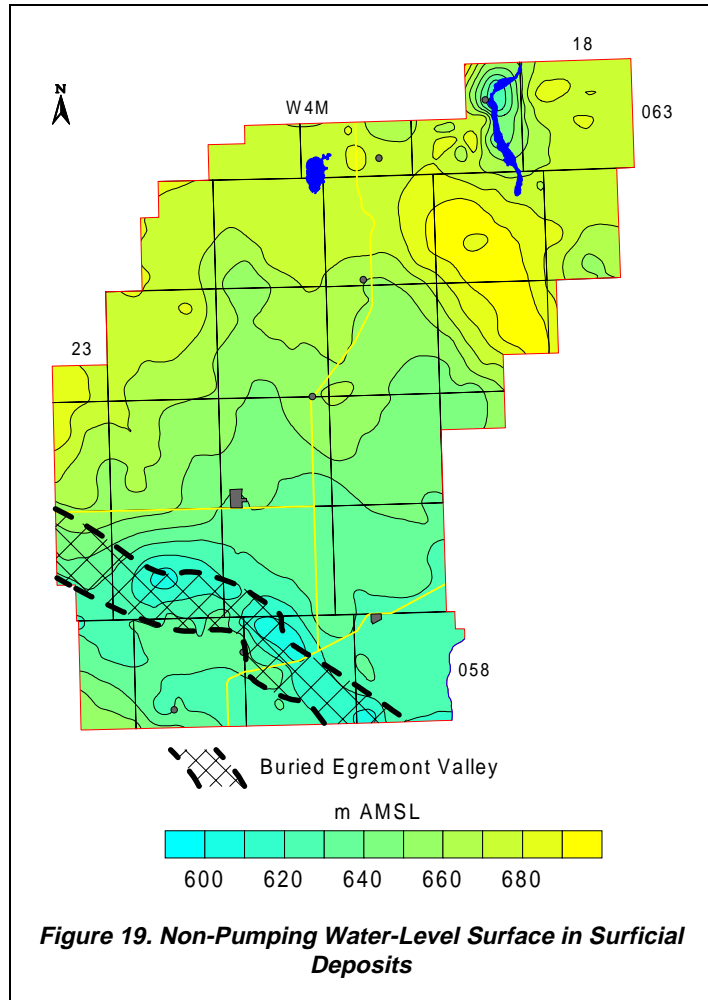 18
N
W4M
063
23
058
Buried Egremont Valley
m AMSL
600 620 640 660 680
Figure 19. Non-Pumping Water-Level Surface in Surficial
Deposits